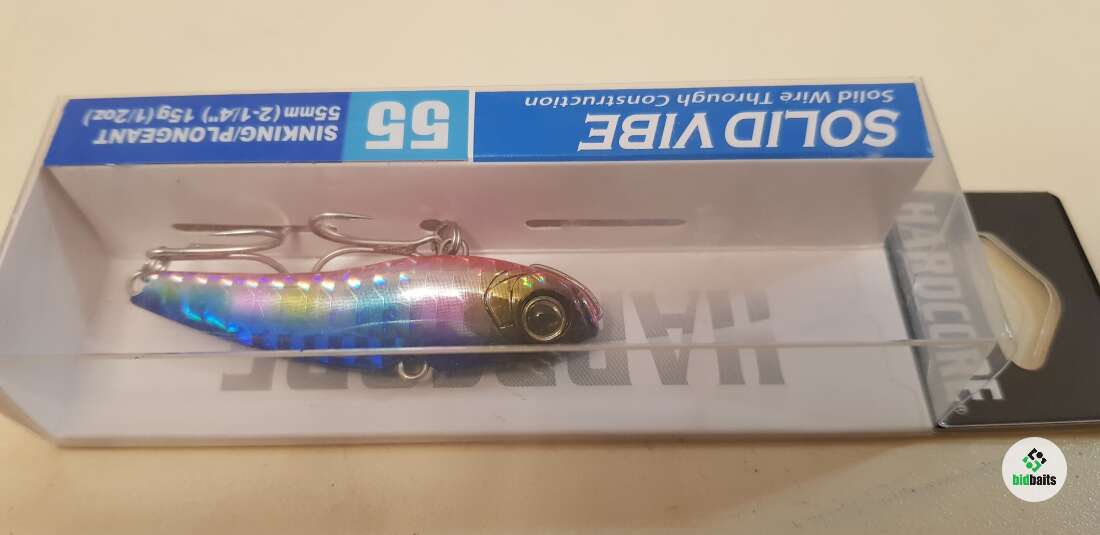 SOLID VIBE
Solid Wire Through Construction
55
SINKING/PLONGEANT
55mm (2-1/4") 15g (1/2oz.)
HARDCORE
HARDCORE®
bidbaits